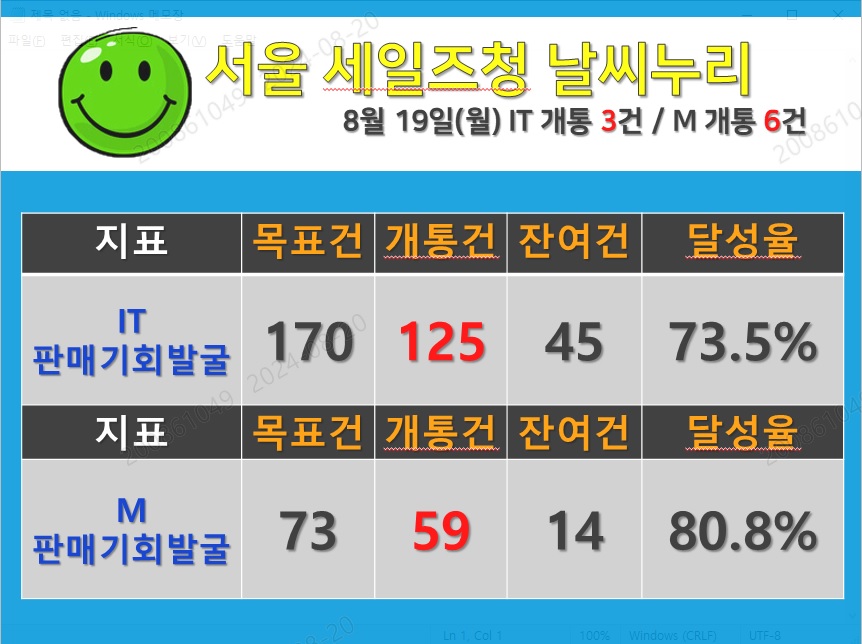 제목 없음 - Windows 메모장
파일(F) 편집 서식(O) 보기(V) 도움말
서울 세일즈청 날씨누리
8월 19일(월) IT 개통 3건 / M 개통 6건
지표 목표건 개통건 잔여건 달성율
IT
판매기회발굴 170 125 45 73.5%
지표 목표건 개통건 잔여건 달성율
M
판매기회발굴 73 59 14 80.8%
200861049 2024-08-20
Ln 1, Col 1 100% Windows (CRLF) UTF-8